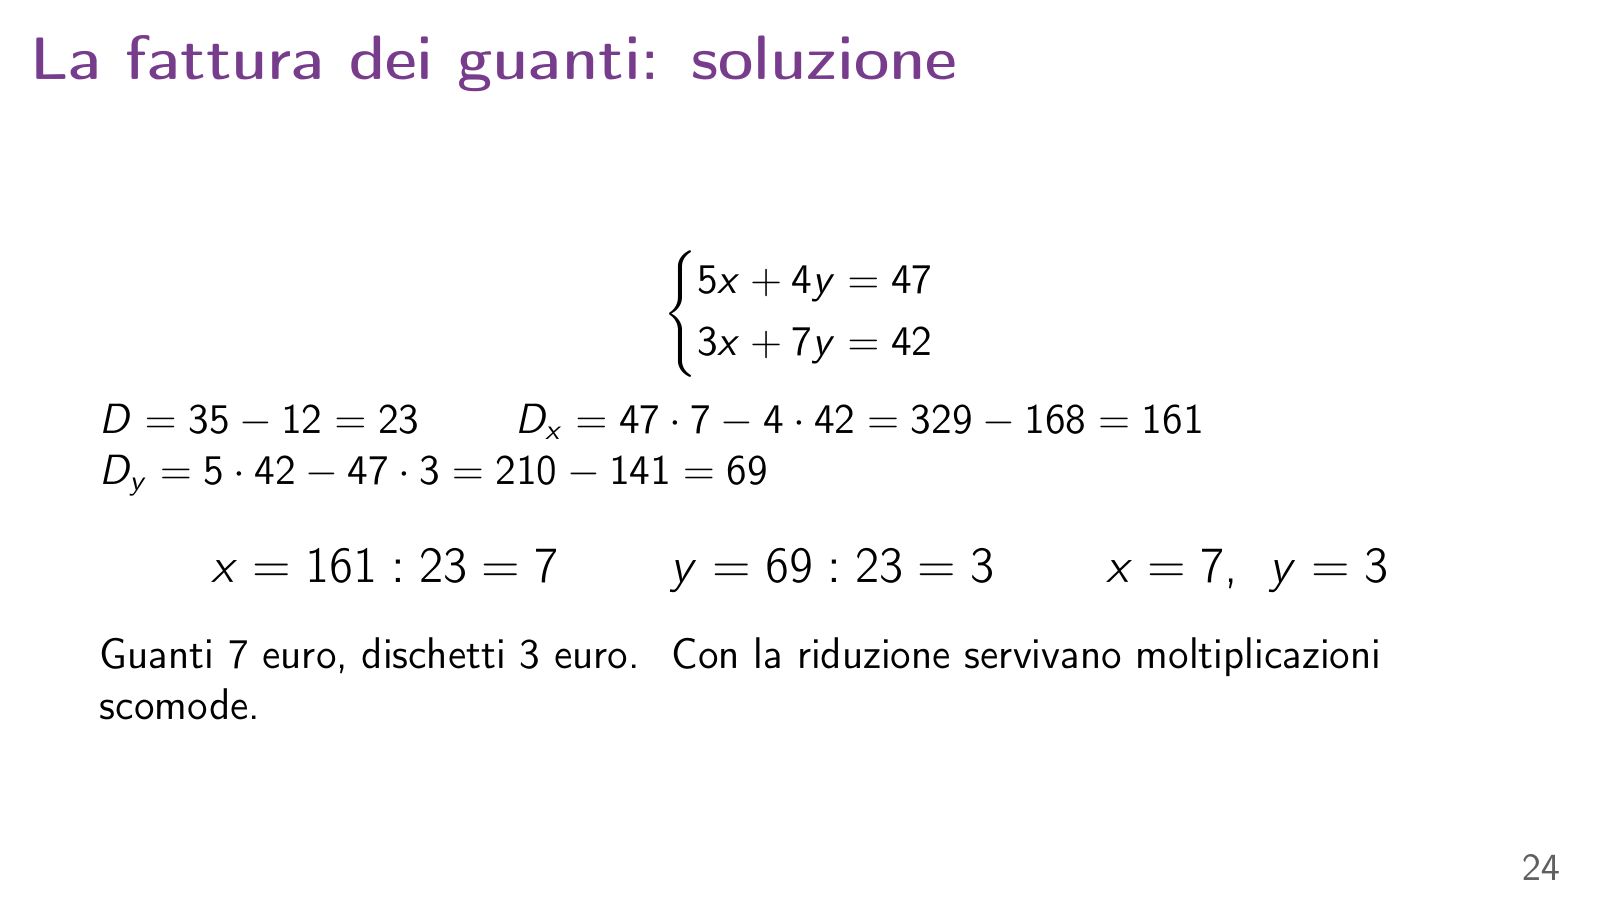 La fattura dei guanti: soluzione
5x + 4y = 47
3x + 7y = 42
D = 35 − 12 = 23 Dₓ = 47 · 7 − 4 · 42 = 329 − 168 = 161
D_y = 5 · 42 − 47 · 3 = 210 − 141 = 69
x = 161 : 23 = 7 y = 69 : 23 = 3 x = 7, y = 3
Guanti 7 euro, dischetti 3 euro. Con la riduzione servivano moltiplicazioni
scomode.
24